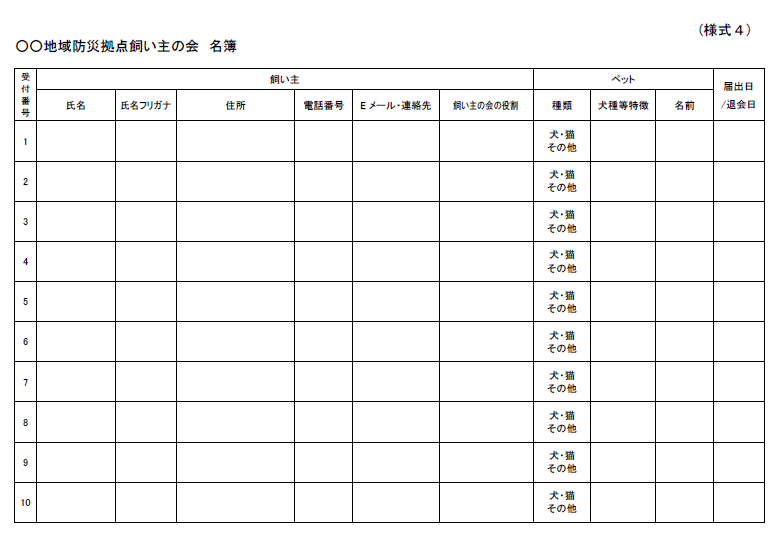 （様式４）
〇〇地域防災拠点飼い主の会　名簿
受付番号
飼い主
ペット
届出日
/退会日
氏名
氏名フリガナ
住所
電話番号
Ｅメール・連絡先
飼い主の会の役割
種類
犬種等特徴
名前
1
犬・猫
その他
2
犬・猫
その他
3
犬・猫
その他
4
犬・猫
その他
5
犬・猫
その他
6
犬・猫
その他
7
犬・猫
その他
8
犬・猫
その他
9
犬・猫
その他
10
犬・猫
その他